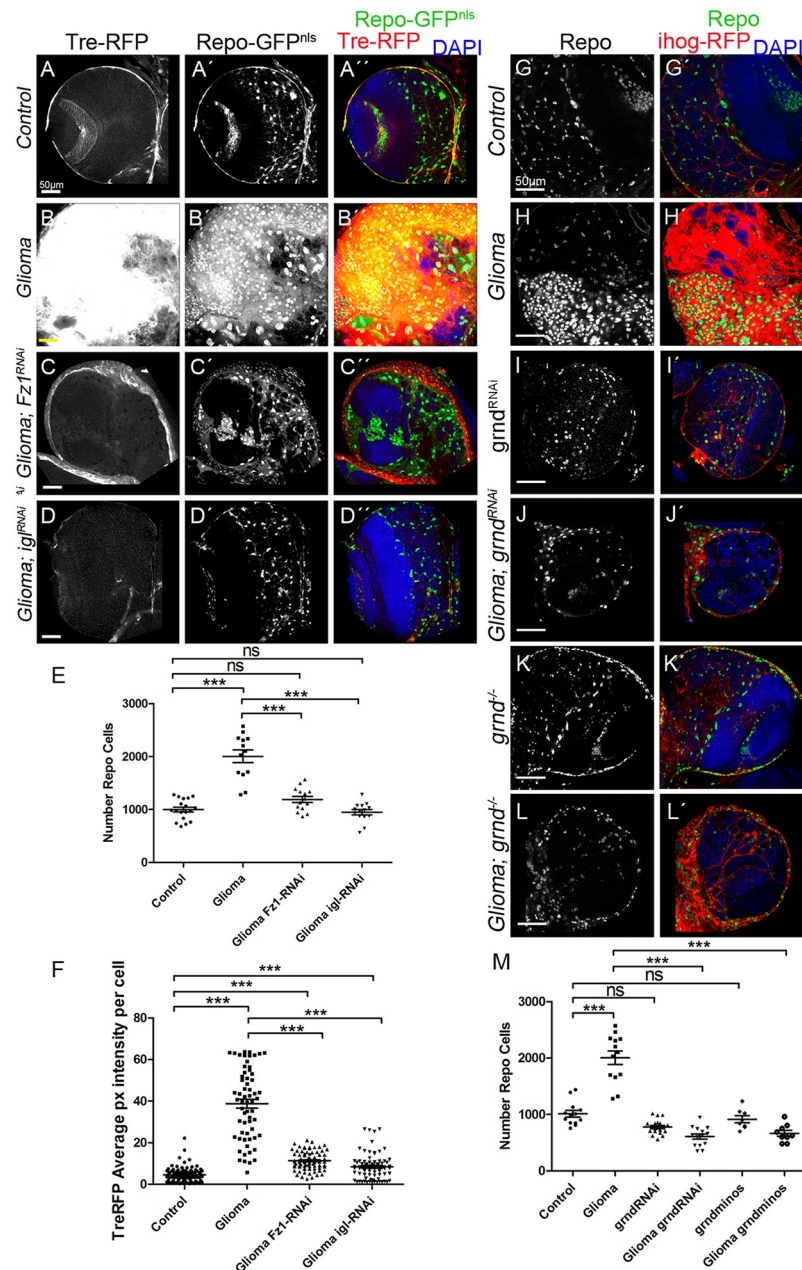 Repo-GFPnls
Tre-RFP Repo-GFPnls Tre-RFP DAPI
Repo
Repo ihog-RFP DAPI
Control
A A´ A´´
50µm
Glioma
B B´ B´´
Glioma; Fz1RNAi
C C´ C´´
Glioma; iglRNAi
D D´ D´´
Control
G G´
50µm
Glioma
H H´
grndRNAi
I I´
Glioma; grndRNAi
J J´
grnd-/-
K K´
Glioma; grnd-/-
L L´
E
ns
ns
*** ***
***
Number Repo Cells
3000
2000
1000
0
Control
Glioma
Glioma Fz1-RNAi
Glioma igl-RNAi
F
***
***
*** ***
***
TreRFP Average px intensity per cell
80
60
40
20
0
Control
Glioma
Glioma Fz1-RNAi
Glioma igl-RNAi
M
***
***
ns
ns
***
Number Repo Cells
3000
2000
1000
0
Control
Glioma
grndRNAi
Glioma grndRNAi
grndminos
Glioma grndminos